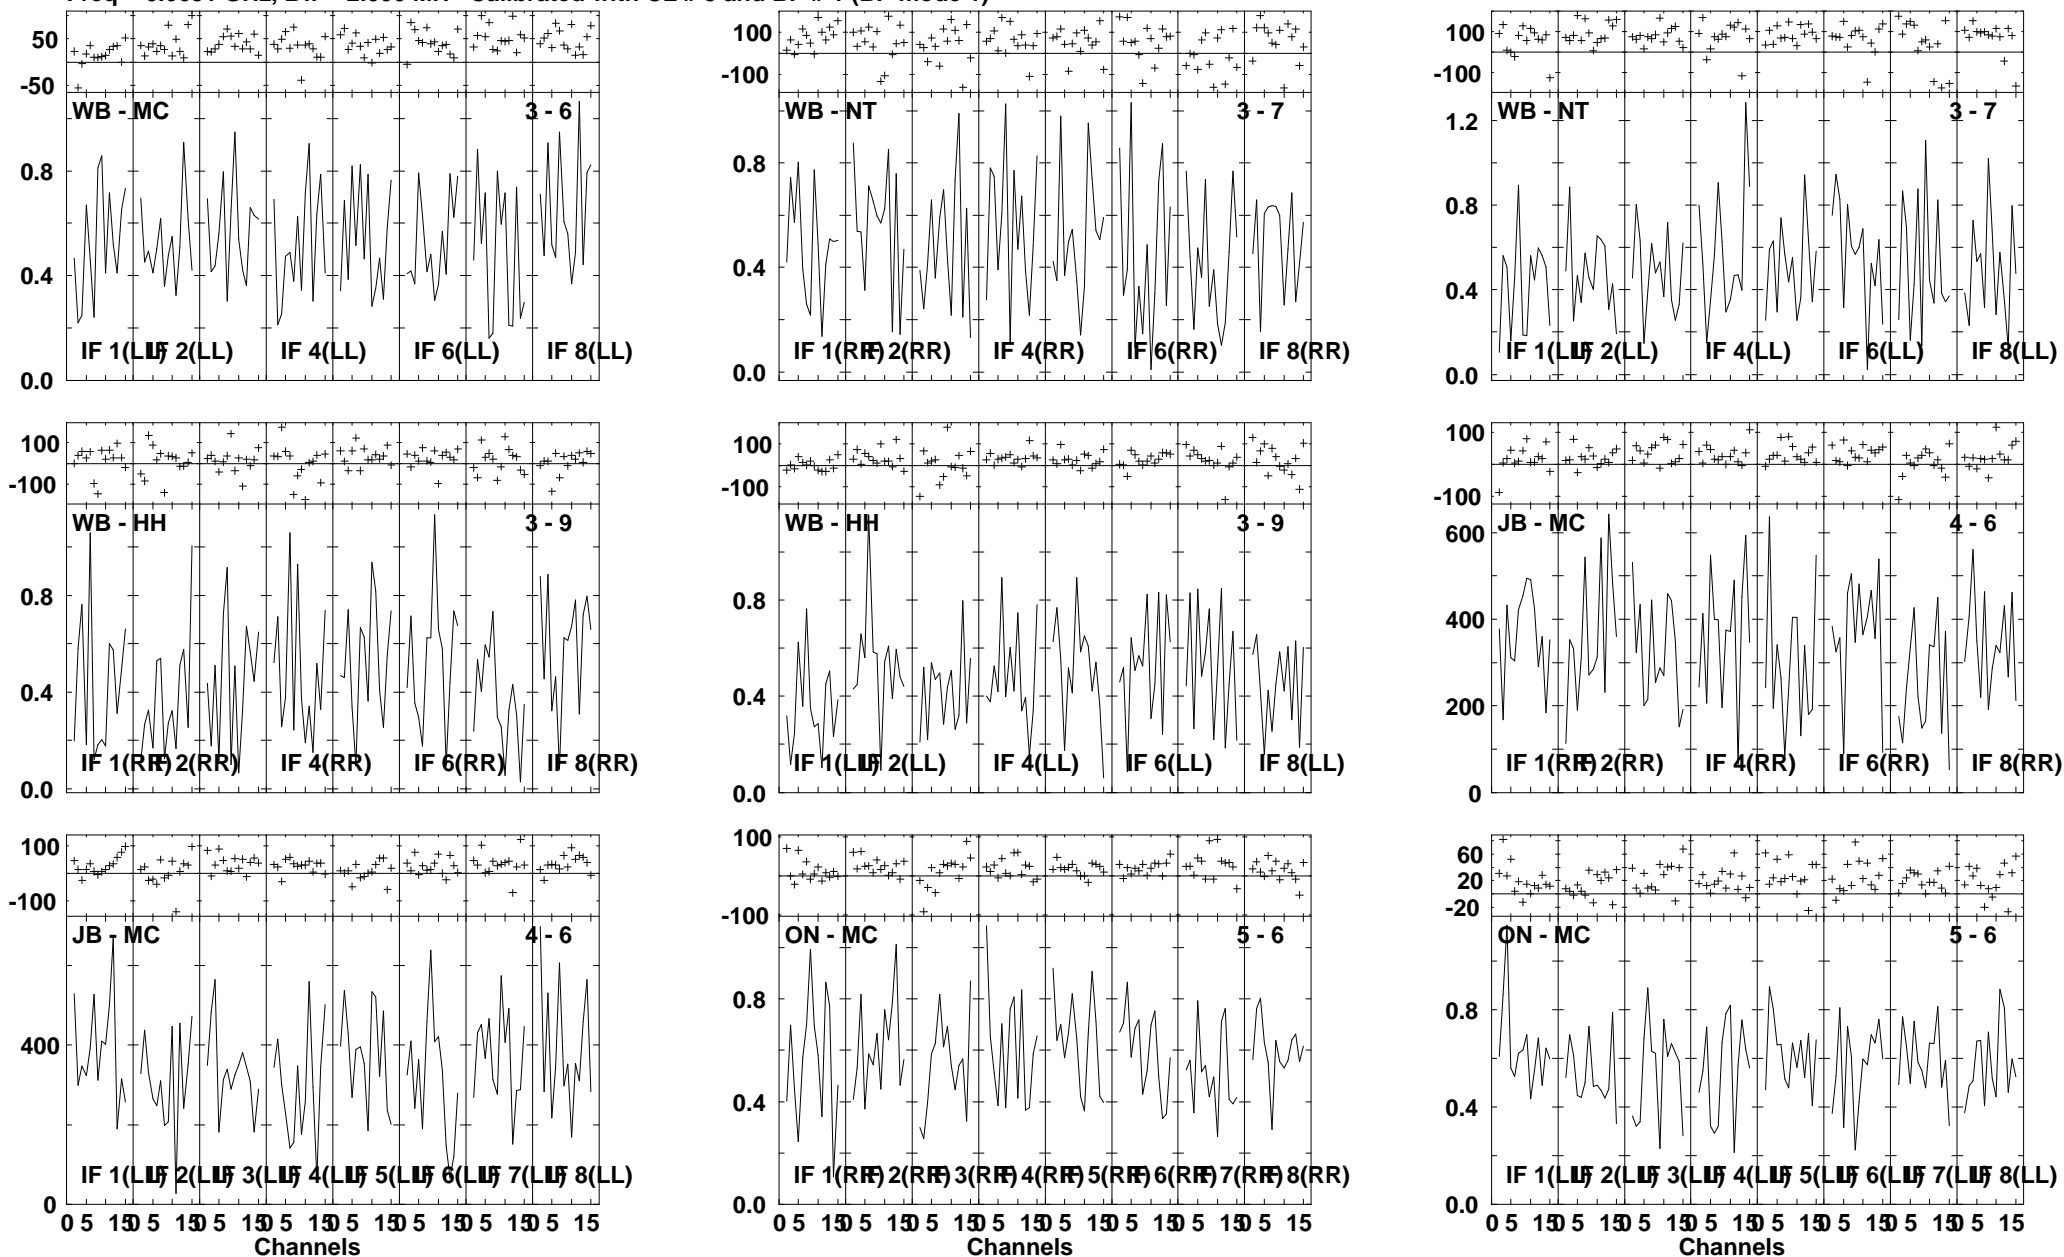 50 100 100
-50 -100 -100
WB - MC 3 - 6 WB - NT 3 - 7 WB - NT 3 - 7
1.2
0.8 0.8 0.8
0.4 0.4 0.4
IF 1(LL) IF 2(LL) IF 4(LL) IF 6(LL) IF 8(LL) IF 1(RR) IF 2(RR) IF 4(RR) IF 6(RR) IF 8(RR) IF 1(LL) IF 2(LL) IF 4(LL) IF 6(LL) IF 8(LL)
0.0 0.0 0.0
100 100 100
-100 -100 -100
WB - HH 3 - 9 WB - HH 3 - 9 JB - MC 4 - 6
600
0.8 0.8 400
0.4 0.4 200
IF 1(RR) IF 2(RR) IF 4(RR) IF 6(RR) IF 8(RR) IF 1(LL) IF 2(LL) IF 4(LL) IF 6(LL) IF 8(LL) IF 1(RR) IF 2(RR) IF 4(RR) IF 6(RR) IF 8(RR)
0.0 0.0 0
100 100 60
20
-100 -100 -20
JB - MC 4 - 6 ON - MC 5 - 6 ON - MC 5 - 6
400 0.8 0.8
0.4 0.4
IF 1(LL) IF 2(LL) IF 3(LL) IF 4(LL) IF 5(LL) IF 6(LL) IF 7(LL) IF 8(LL) IF 1(RR) IF 2(RR) IF 3(RR) IF 4(RR) IF 5(RR) IF 6(RR) IF 7(RR) IF 8(RR) IF 1(LL) IF 2(LL) IF 3(LL) IF 4(LL) IF 5(LL) IF 6(LL) IF 7(LL) IF 8(LL)
0 0.0 0.0
0 5 15 0 5 15 0 5 15 0 5 15 0 5 15 0 5 15 0 5 15 0 5 15 0 5 15 0 5 15 0 5 15 0 5 15 0 5 15 0 5 15 0 5 15 0 5 15 0 5 15 0 5 15 0 5 15 0 5 15 0 5 15 0 5 15 0 5 15 0 5 15
Channels Channels Channels